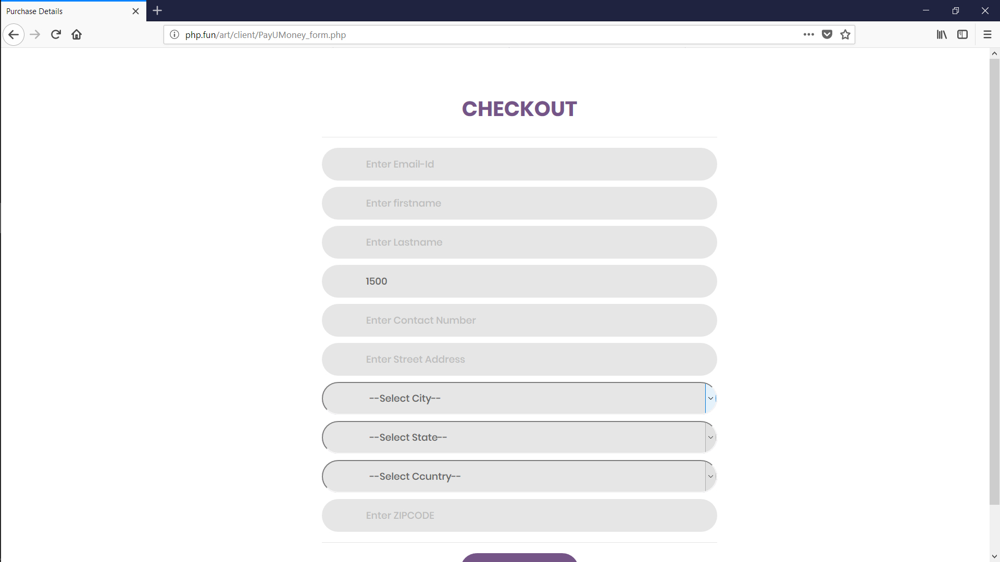 Purchase Details
php.fun/art/client/PayUMoney_form.php
CHECKOUT
Enter Email-Id
Enter firstname
Enter Lastname
1500
Enter Contact Number
Enter Street Address
--Select City--
--Select State--
--Select Ccuntry--
Enter ZIPCODE